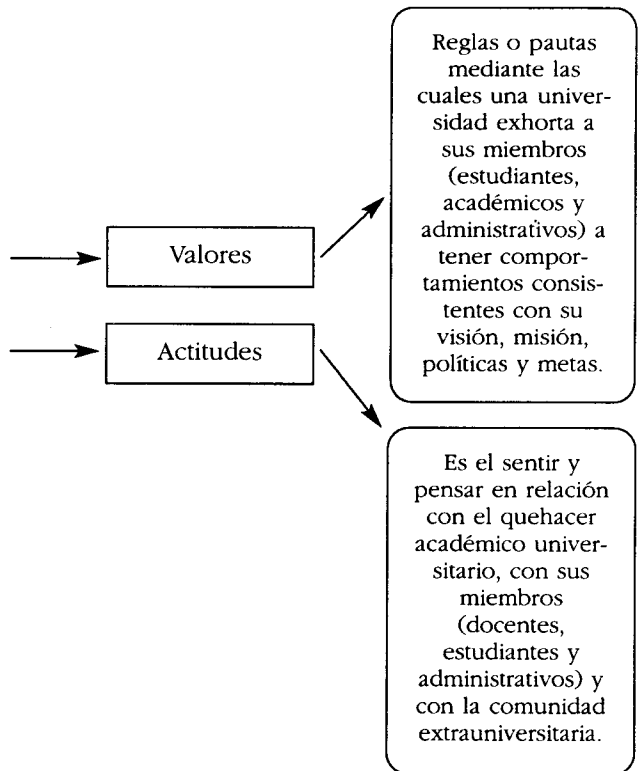 Valores
Reglas o pautas
mediante las
cuales una univer-
sidad exhorta a
sus miembros
(estudiantes,
académicos y
administrativos) a
tener compor-
tamientos consis-
tentes con su
visión, misión,
políticas y metas.
Actitudes
Es el sentir y
pensar en relación
con el quehacer
académico univer-
sitario, con sus
miembros
(docentes,
estudiantes y
administrativos) y
con la comunidad
extrauniversitaria.